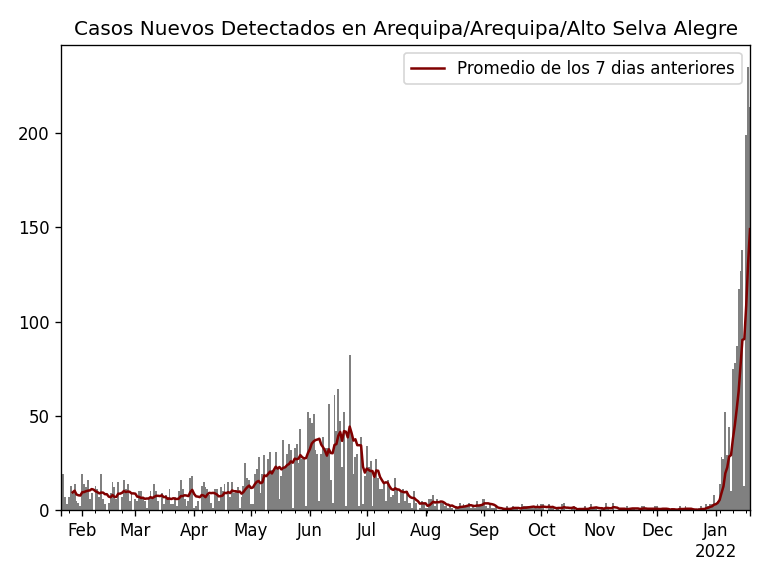 Casos Nuevos Detectados en Arequipa/Arequipa/Alto Selva Alegre
Promedio de los 7 dias anteriores
200
150
100
50
0
Feb Mar Apr May Jun Jul Aug Sep Oct Nov Dec Jan
2022